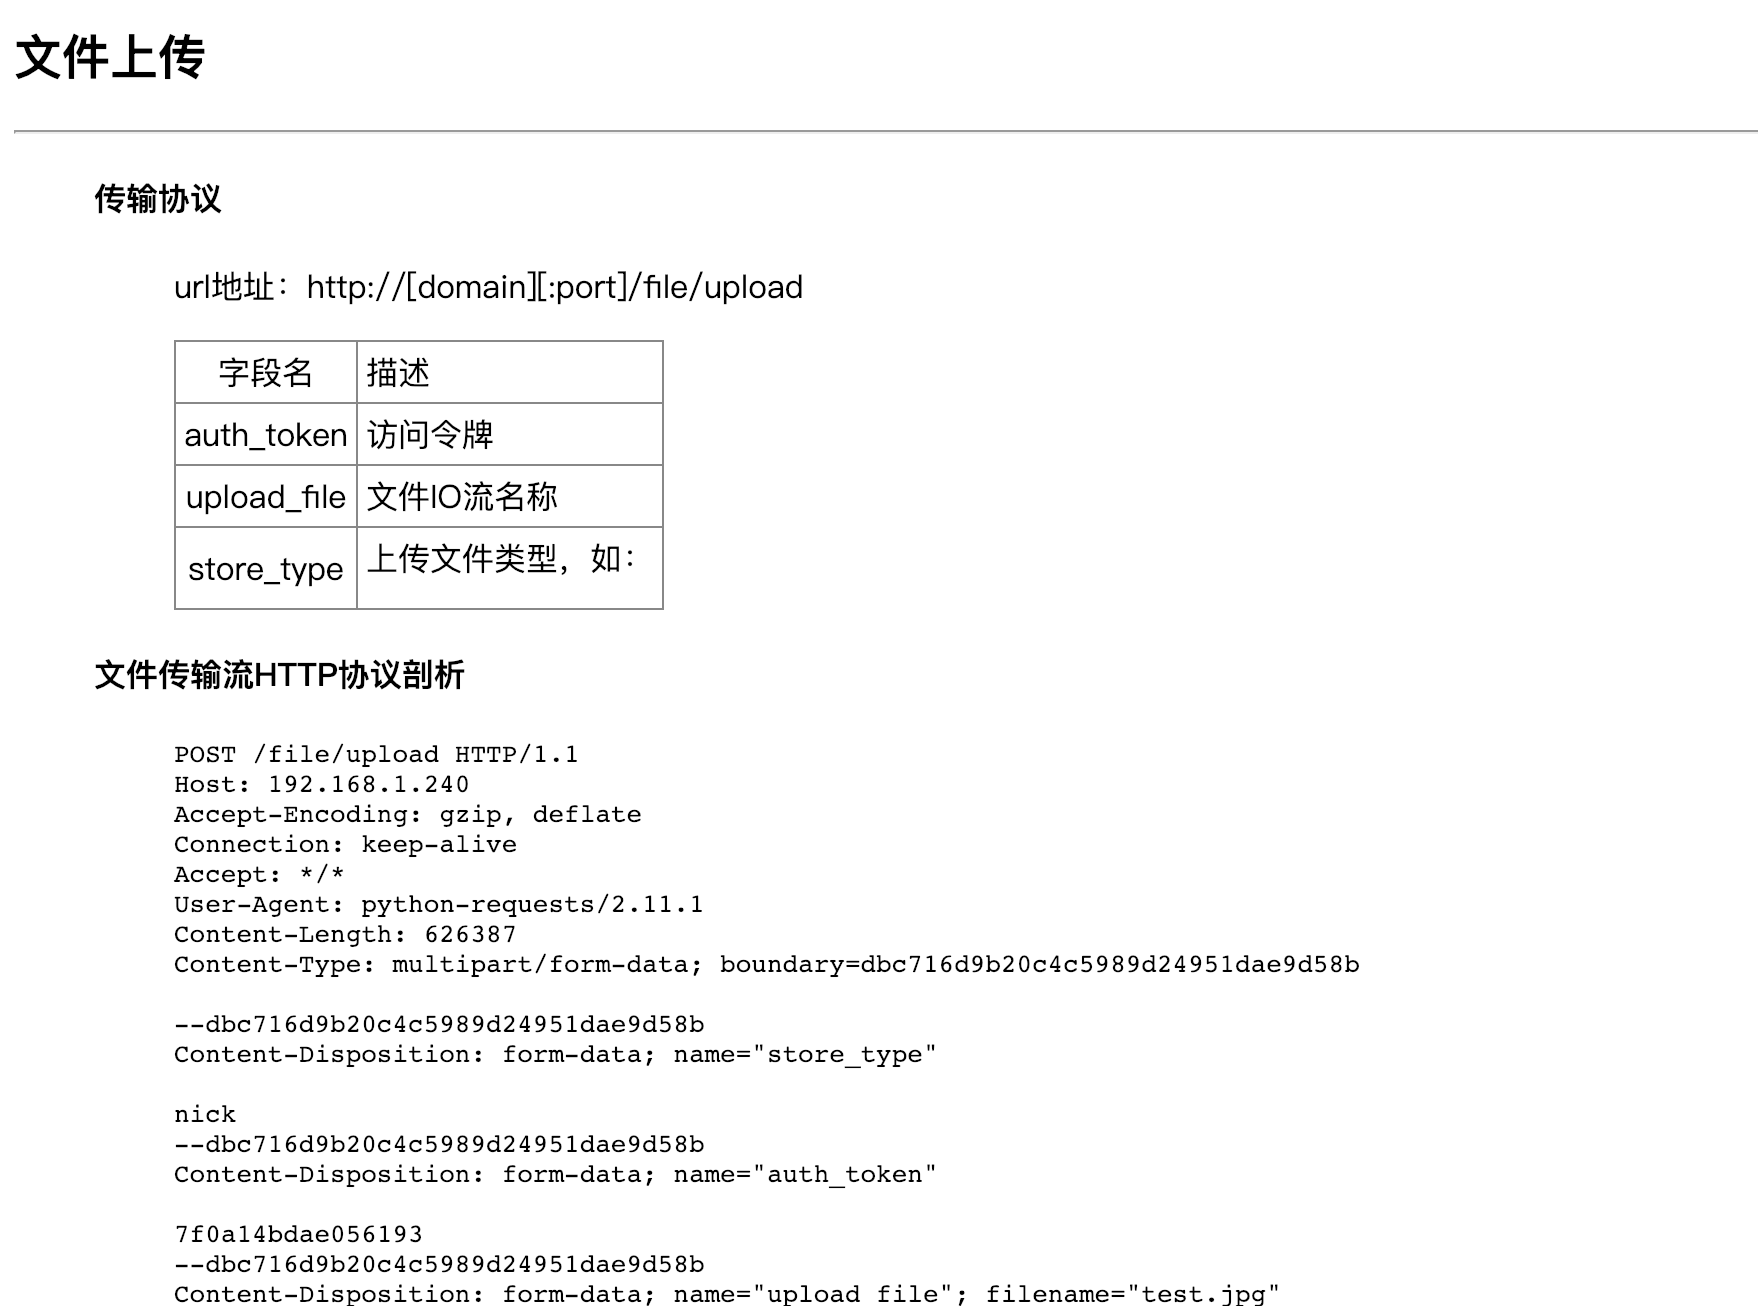 文件上传
传输协议
url地址：http://[domain][:port]/file/upload
字段名 描述
auth_token 访问令牌
upload_file 文件IO流名称
store_type 上传文件类型，如：
文件传输流HTTP协议剖析
POST /file/upload HTTP/1.1
Host: 192.168.1.240
Accept-Encoding: gzip, deflate
Connection: keep-alive
Accept: */*
User-Agent: python-requests/2.11.1
Content-Length: 626387
Content-Type: multipart/form-data; boundary=dbc716d9b20c4c5989d24951dae9d58b
--dbc716d9b20c4c5989d24951dae9d58b
Content-Disposition: form-data; name="store_type"
nick
--dbc716d9b20c4c5989d24951dae9d58b
Content-Disposition: form-data; name="auth_token"
7f0a14bdae056193
--dbc716d9b20c4c5989d24951dae9d58b
Content-Disposition: form-data; name="upload_file"; filename="test.jpg"